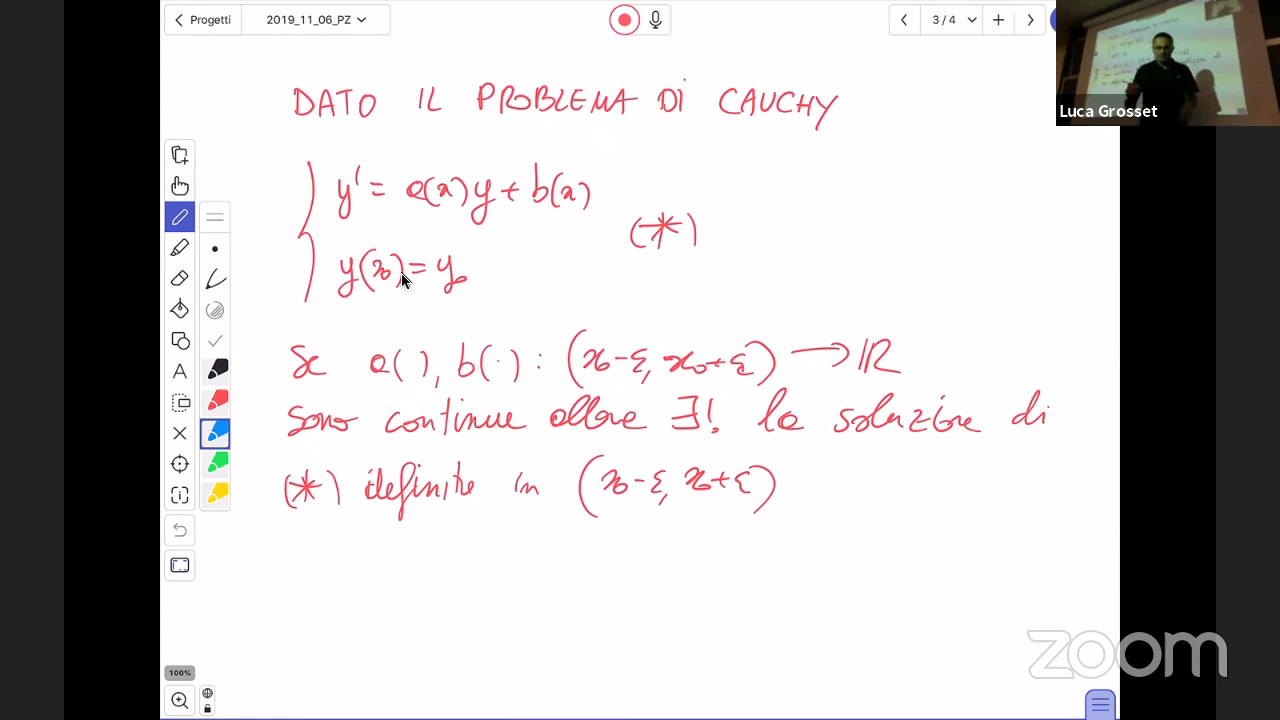 Progetti
2019_11_06_PZ
3 / 4
Luca Grosset
DATO IL PROBLEMA DI CAUCHY
y' = a(x)y + b(x)
(*)
y(x₀) = y₀
Se a( ), b(·) : (x₀-ε, x₀+ε) → ℝ
sono continue allora ∃! la soluzione di
(*) definita in (x₀-ε, x₀+ε)
A
100%
zoom